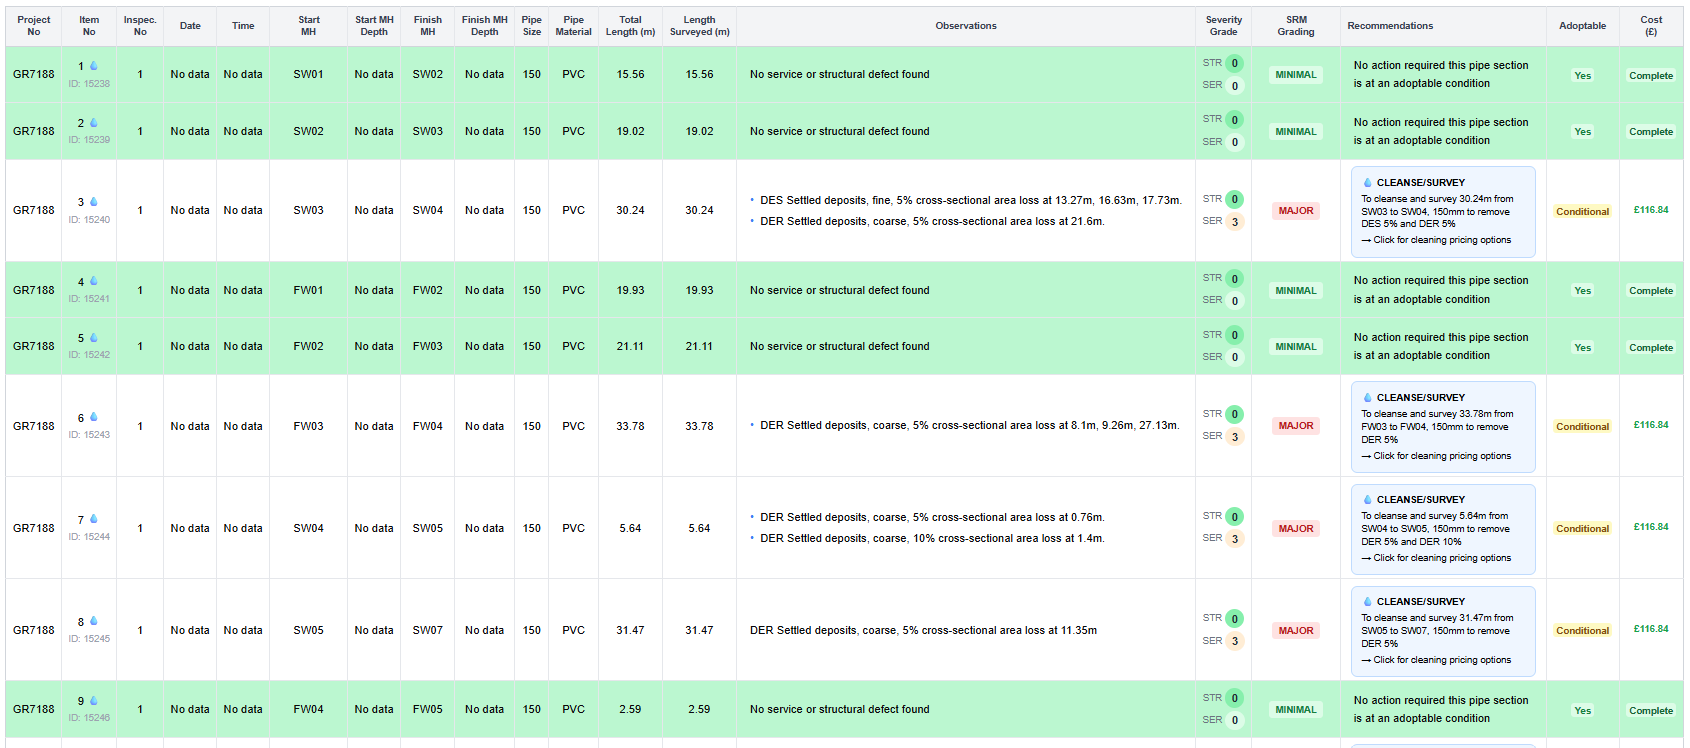 Project No | Item No | Inspec. No | Date | Time | Start MH | Start MH Depth | Finish MH | Finish MH Depth | Pipe Size | Pipe Material | Total Length (m) | Length Surveyed (m) | Observations | Severity Grade | SRM Grading | Recommendations | Adoptable | Cost (£)
GR7188 | 1 ID: 15238 | 1 | No data | No data | SW01 | No data | SW02 | No data | 150 | PVC | 15.56 | 15.56 | No service or structural defect found | STR 0 SER 0 | MINIMAL | No action required this pipe section is at an adoptable condition | Yes | Complete
GR7188 | 2 ID: 15239 | 1 | No data | No data | SW02 | No data | SW03 | No data | 150 | PVC | 19.02 | 19.02 | No service or structural defect found | STR 0 SER 0 | MINIMAL | No action required this pipe section is at an adoptable condition | Yes | Complete
GR7188 | 3 ID: 15240 | 1 | No data | No data | SW03 | No data | SW04 | No data | 150 | PVC | 30.24 | 30.24 | • DES Settled deposits, fine, 5% cross-sectional area loss at 13.27m, 16.63m, 17.73m. • DER Settled deposits, coarse, 5% cross-sectional area loss at 21.6m. | STR 0 SER 3 | MAJOR | CLEANSE/SURVEY To cleanse and survey 30.24m from SW03 to SW04, 150mm to remove DES 5% and DER 5% → Click for cleaning pricing options | Conditional | £116.84
GR7188 | 4 ID: 15241 | 1 | No data | No data | FW01 | No data | FW02 | No data | 150 | PVC | 19.93 | 19.93 | No service or structural defect found | STR 0 SER 0 | MINIMAL | No action required this pipe section is at an adoptable condition | Yes | Complete
GR7188 | 5 ID: 15242 | 1 | No data | No data | FW02 | No data | FW03 | No data | 150 | PVC | 21.11 | 21.11 | No service or structural defect found | STR 0 SER 0 | MINIMAL | No action required this pipe section is at an adoptable condition | Yes | Complete
GR7188 | 6 ID: 15243 | 1 | No data | No data | FW03 | No data | FW04 | No data | 150 | PVC | 33.78 | 33.78 | • DER Settled deposits, coarse, 5% cross-sectional area loss at 8.1m, 9.26m, 27.13m. | STR 0 SER 3 | MAJOR | CLEANSE/SURVEY To cleanse and survey 33.78m from FW03 to FW04, 150mm to remove DER 5% → Click for cleaning pricing options | Conditional | £116.84
GR7188 | 7 ID: 15244 | 1 | No data | No data | SW04 | No data | SW05 | No data | 150 | PVC | 5.64 | 5.64 | • DER Settled deposits, coarse, 5% cross-sectional area loss at 0.76m. • DER Settled deposits, coarse, 10% cross-sectional area loss at 1.4m. | STR 0 SER 3 | MAJOR | CLEANSE/SURVEY To cleanse and survey 5.64m from SW04 to SW05, 150mm to remove DER 5% and DER 10% → Click for cleaning pricing options | Conditional | £116.84
GR7188 | 8 ID: 15245 | 1 | No data | No data | SW05 | No data | SW07 | No data | 150 | PVC | 31.47 | 31.47 | DER Settled deposits, coarse, 5% cross-sectional area loss at 11.35m | STR 0 SER 3 | MAJOR | CLEANSE/SURVEY To cleanse and survey 31.47m from SW05 to SW07, 150mm to remove DER 5% → Click for cleaning pricing options | Conditional | £116.84
GR7188 | 9 ID: 15246 | 1 | No data | No data | FW04 | No data | FW05 | No data | 150 | PVC | 2.59 | 2.59 | No service or structural defect found | STR 0 SER 0 | MINIMAL | No action required this pipe section is at an adoptable condition | Yes | Complete